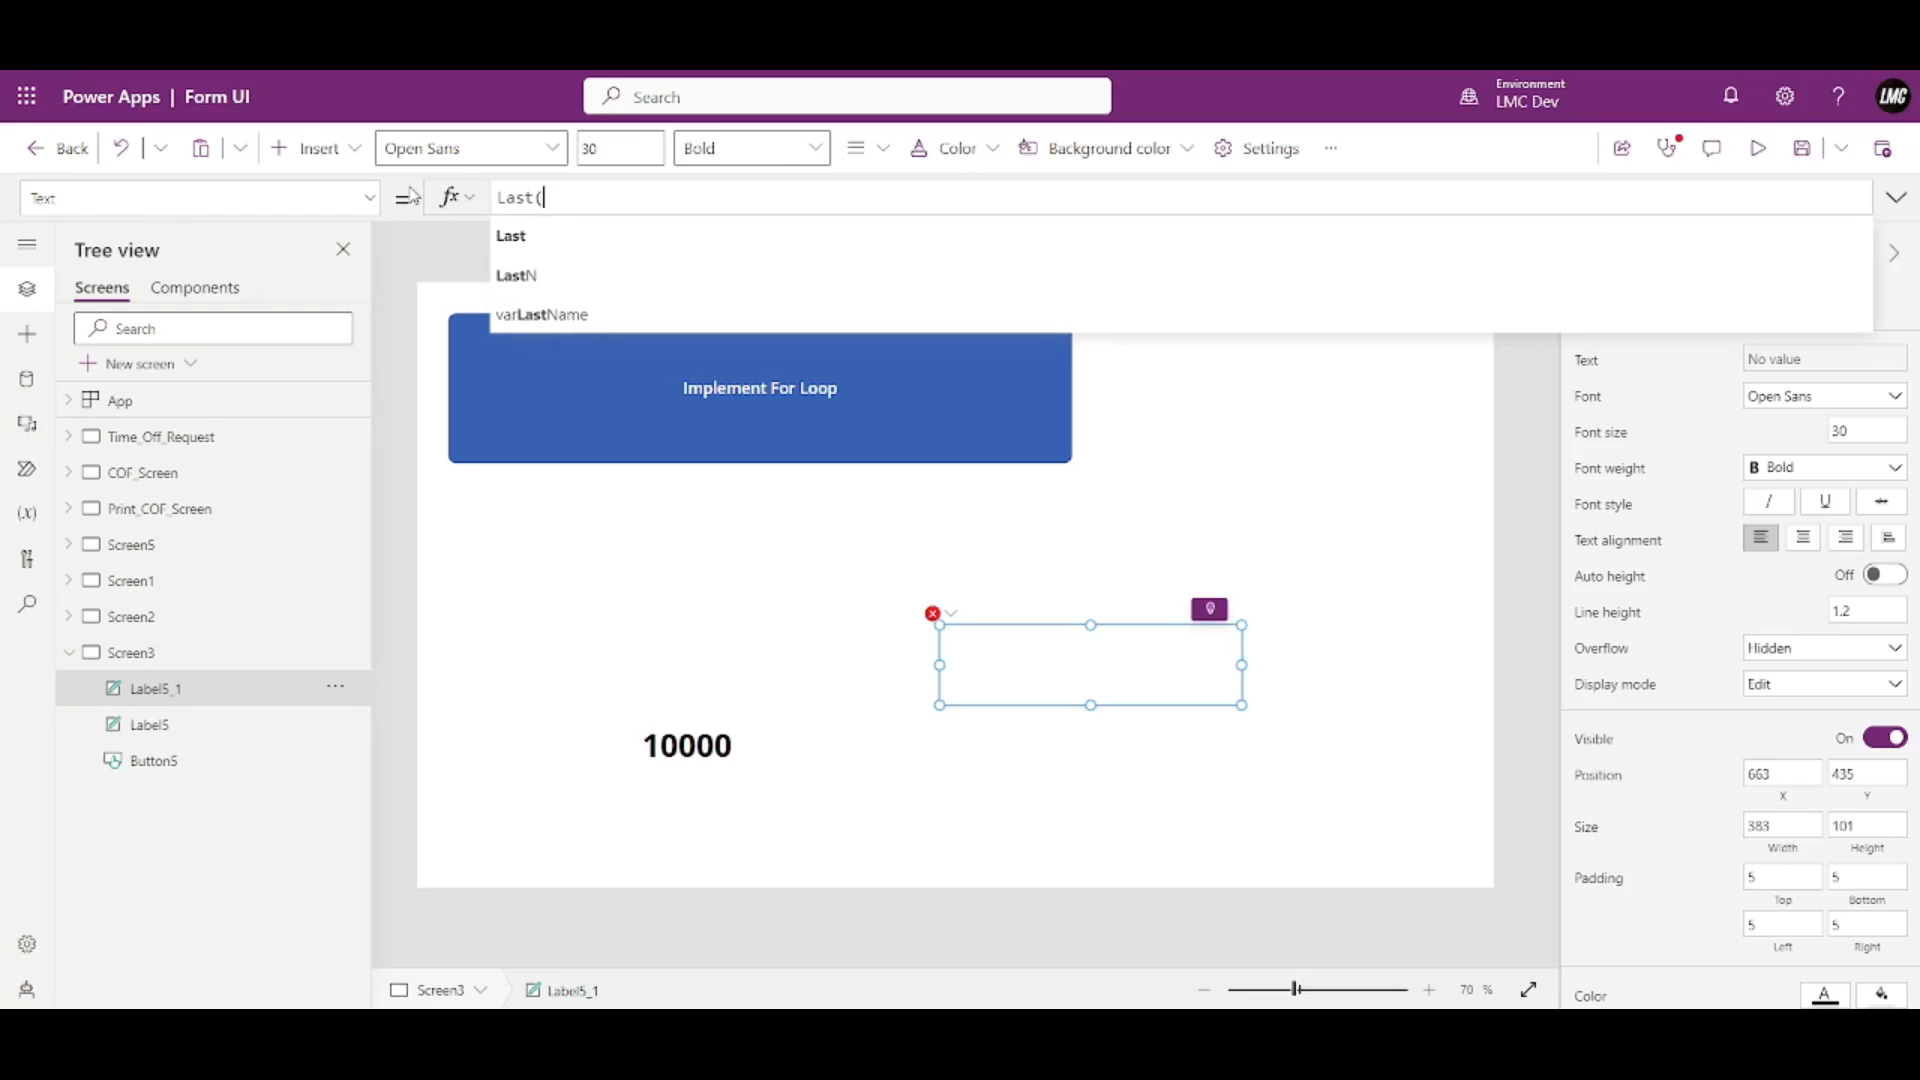 Power Apps | Form UI
Search
Environment
LMC Dev
LMC
Back
Insert
Open Sans
30
Bold
Color
Background color
Settings
Text
=
fx
Last(
Last
LastN
varLastName
Tree view
Screens
Components
Search
New screen
App
Time_Off_Request
COF_Screen
Print_COF_Screen
Screen5
Screen1
Screen2
Screen3
Label5_1
Label5
Button5
Implement For Loop
10000
Text
No value
Font
Open Sans
Font size
30
Font weight
B Bold
Font style
Text alignment
Auto height
Off
Line height
1.2
Overflow
Hidden
Display mode
Edit
Visible
On
Position
663
435
X
Y
Size
383
101
Width
Height
Padding
5
5
Top
Bottom
5
5
Left
Right
Color
Screen3
Label5_1
70 %